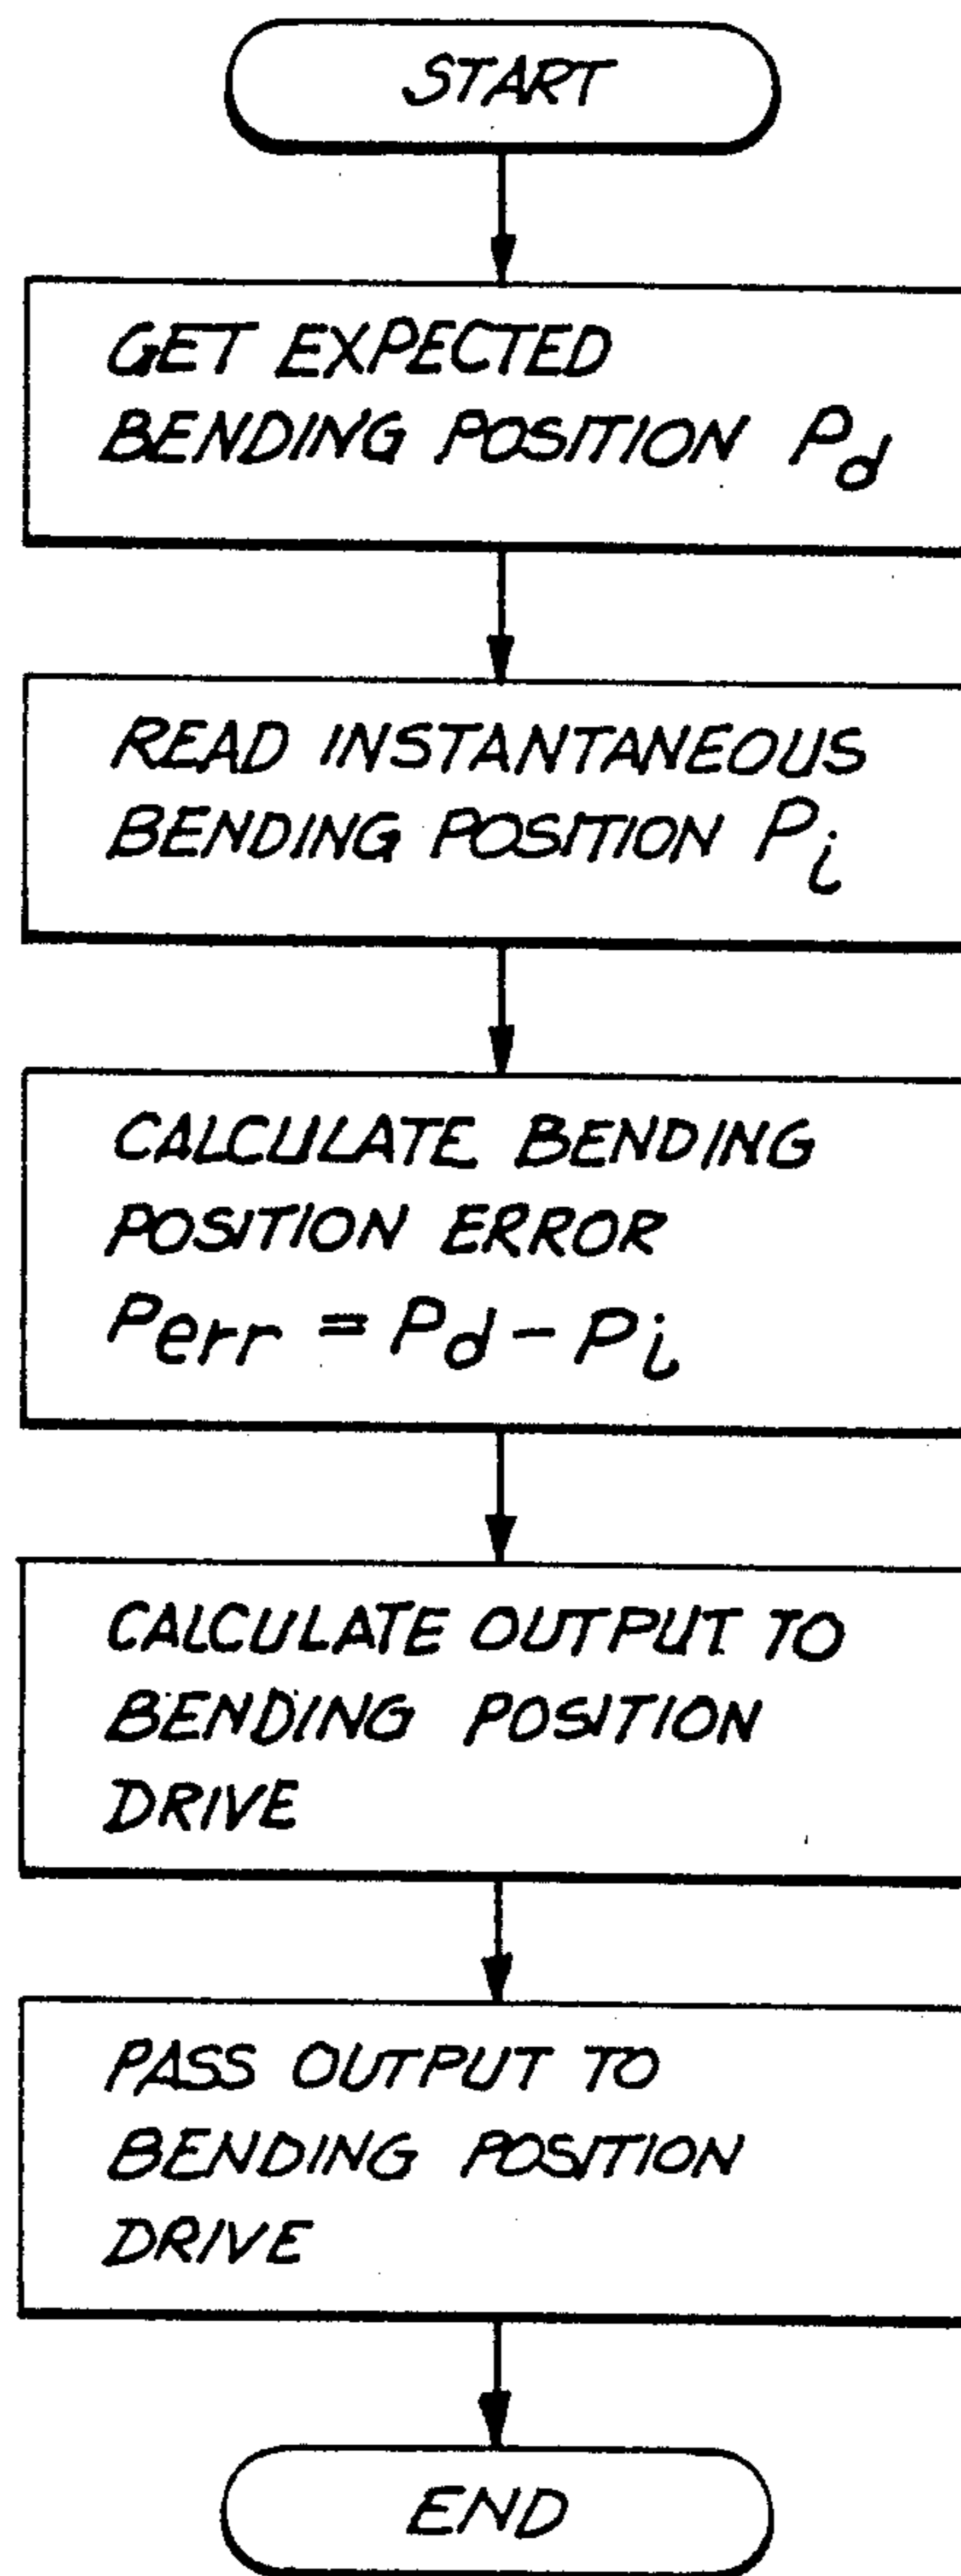 START
GET EXPECTED
BENDING POSITION Pd
READ INSTANTANEOUS
BENDING POSITION Pi
CALCULATE BENDING
POSITION ERROR
Perr = Pd - Pi
CALCULATE OUTPUT TO
BENDING POSITION
DRIVE
PASS OUTPUT TO
BENDING POSITION
DRIVE
END